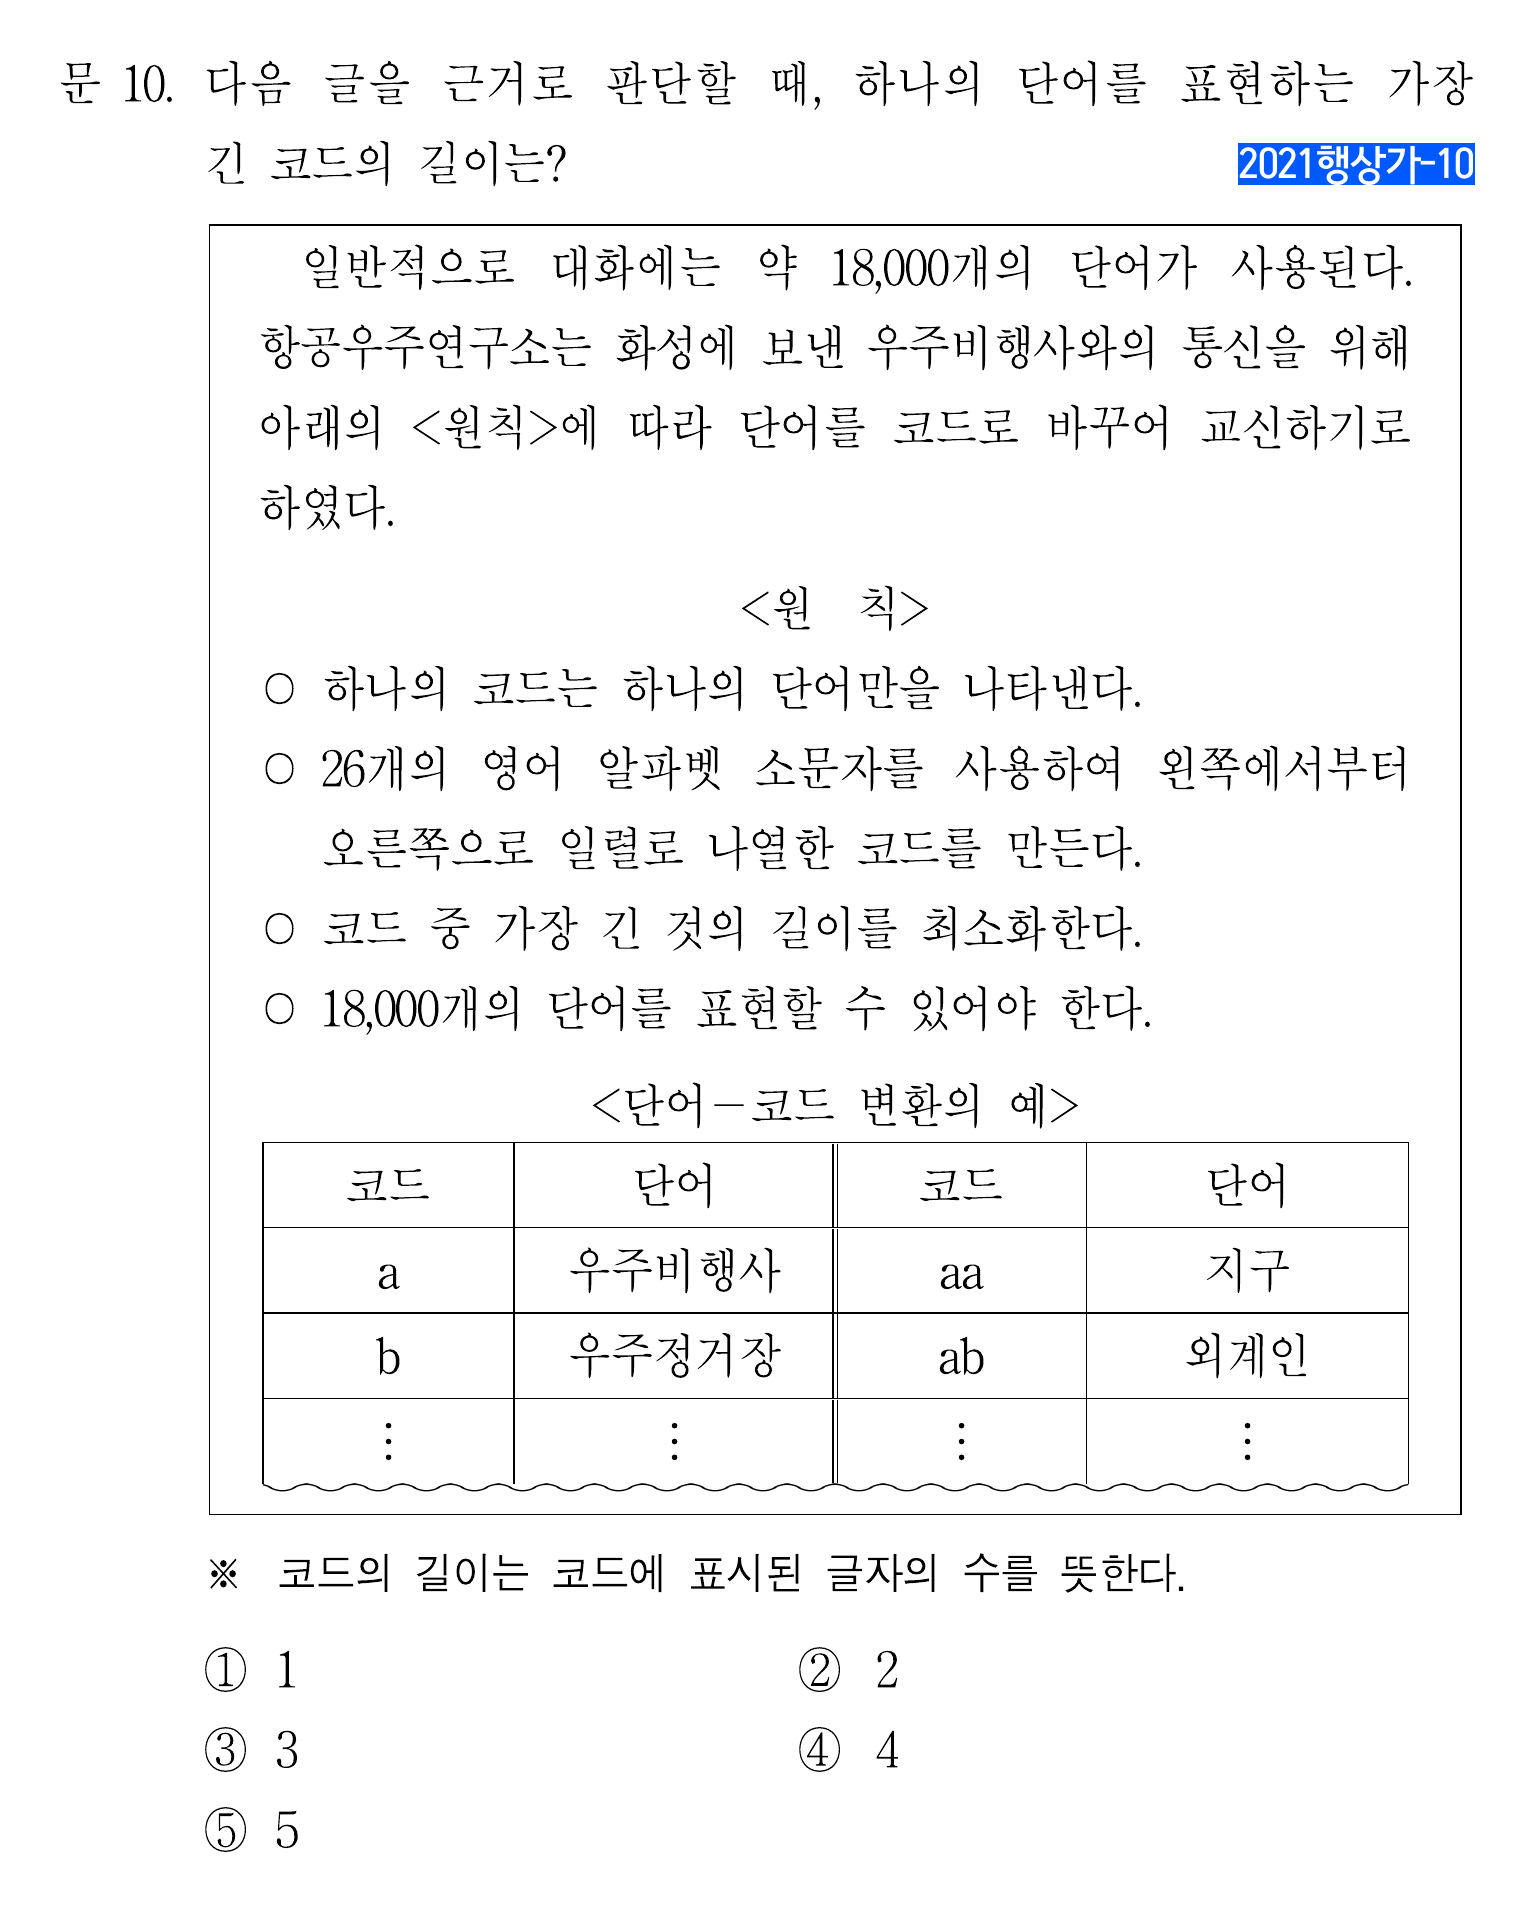 문 10. 다음 글을 근거로 판단할 때, 하나의 단어를 표현하는 가장
긴 코드의 길이는?
2021행상가-10
일반적으로 대화에는 약 18,000개의 단어가 사용된다.
항공우주연구소는 화성에 보낸 우주비행사와의 통신을 위해
아래의 <원칙>에 따라 단어를 코드로 바꾸어 교신하기로
하였다.
<원 칙>
○ 하나의 코드는 하나의 단어만을 나타낸다.
○ 26개의 영어 알파벳 소문자를 사용하여 왼쪽에서부터
오른쪽으로 일렬로 나열한 코드를 만든다.
○ 코드 중 가장 긴 것의 길이를 최소화한다.
○ 18,000개의 단어를 표현할 수 있어야 한다.
<단어-코드 변환의 예>
코드 단어 코드 단어
a 우주비행사 aa 지구
b 우주정거장 ab 외계인
⋮ ⋮ ⋮ ⋮
※ 코드의 길이는 코드에 표시된 글자의 수를 뜻한다.
① 1 ② 2
③ 3 ④ 4
⑤ 5